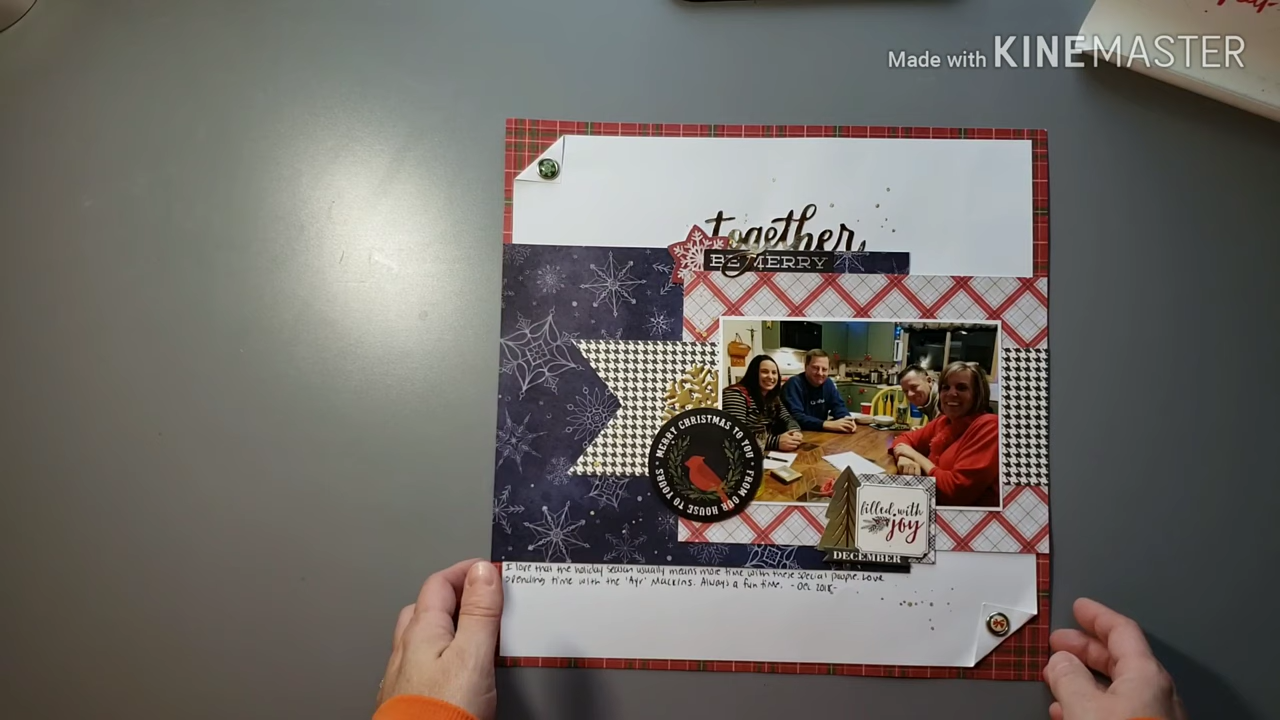 Made with KINEMASTER
together
BE MERRY
MERRY CHRISTMAS TO YOU • FROM OUR HOUSE TO YOURS •
filled with
joy
DECEMBER
I love that the holiday season usually means more time with these special people. Love
spending time with the 'Ayr' Mackins. Always a fun time. - Dec 2018-